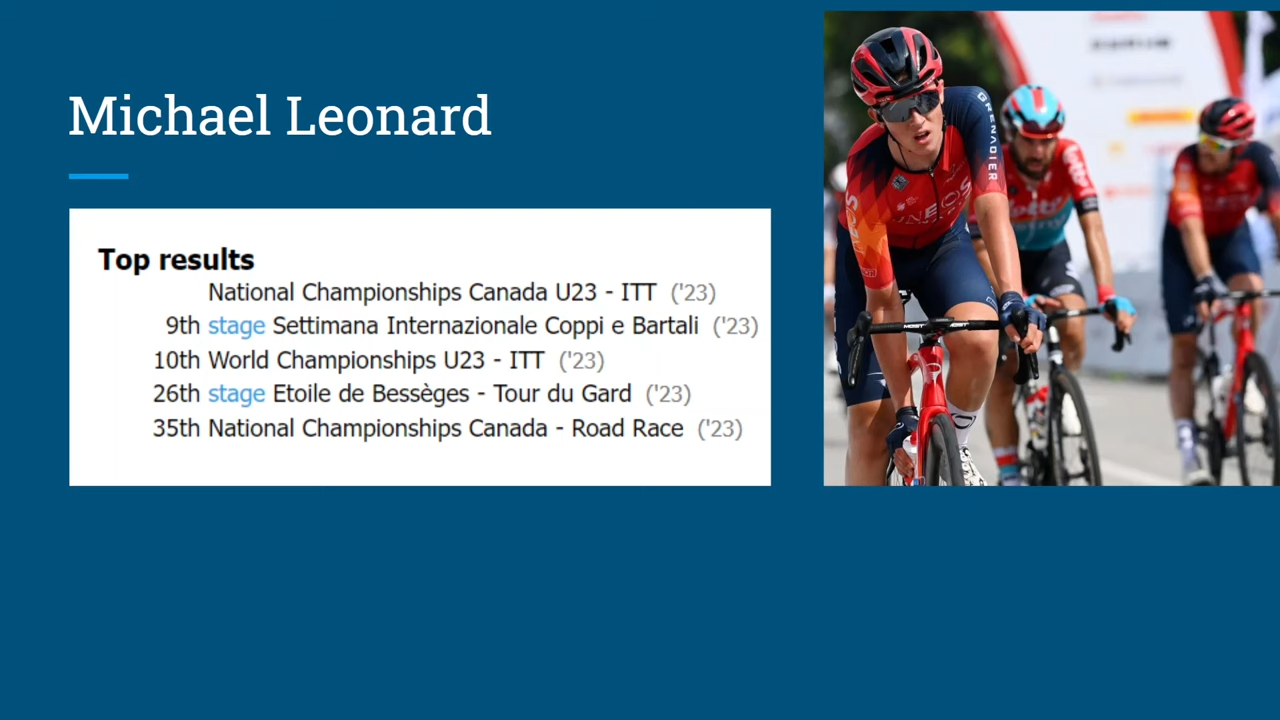 Michael Leonard
Top results
National Championships Canada U23 - ITT ('23)
9th stage Settimana Internazionale Coppi e Bartali ('23)
10th World Championships U23 - ITT ('23)
26th stage Etoile de Bessèges - Tour du Gard ('23)
35th National Championships Canada - Road Race ('23)
GRENADIER
INEOS